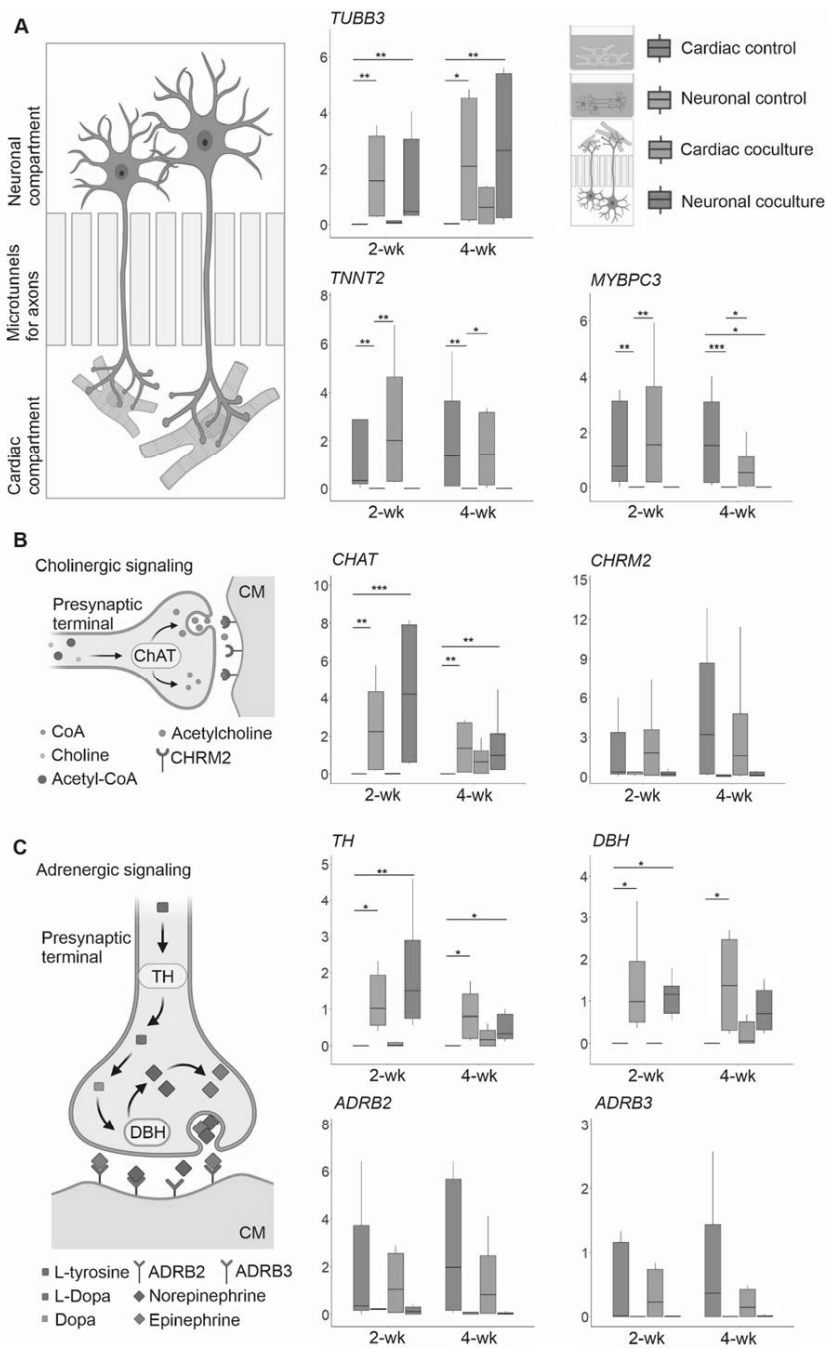 A
Neuronal
compartment
Microtunnels
for axons
Cardiac
compartment
TUBB3
6
4
2
0
**
**
**
*
2-wk
4-wk
Cardiac control
Neuronal control
Cardiac coculture
Neuronal coculture
TNNT2
8
6
4
2
0
**
**
**
*
2-wk
4-wk
MYBPC3
6
4
2
0
**
**
*
*
***
2-wk
4-wk
B
Cholinergic signaling
Presynaptic
terminal
CM
ChAT
CoA
Acetylcholine
Choline
CHRM2
Acetyl-CoA
CHAT
10
8
6
4
2
0
***
**
**
**
2-wk
4-wk
CHRM2
15
12
9
6
3
0
2-wk
4-wk
C
Adrenergic signaling
Presynaptic
terminal
TH
DBH
CM
L-tyrosine
ADRB2
ADRB3
L-Dopa
Norepinephrine
Dopa
Epinephrine
TH
5
4
3
2
1
0
**
*
*
*
2-wk
4-wk
DBH
4
3
2
1
0
*
*
*
2-wk
4-wk
ADRB2
8
6
4
2
0
2-wk
4-wk
ADRB3
3
2
1
0
2-wk
4-wk